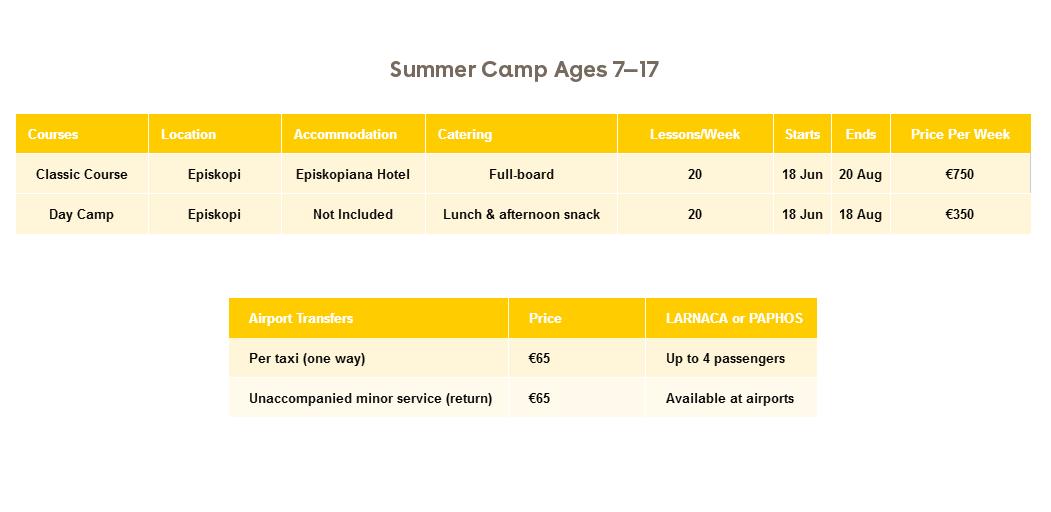 Summer Camp Ages 7–17
Courses Location Accommodation Catering Lessons/Week Starts Ends Price Per Week
Classic Course Episkopi Episkopiana Hotel Full-board 20 18 Jun 20 Aug €750
Day Camp Episkopi Not Included Lunch & afternoon snack 20 18 Jun 18 Aug €350
Airport Transfers Price LARNACA or PAPHOS
Per taxi (one way) €65 Up to 4 passengers
Unaccompanied minor service (return) €65 Available at airports